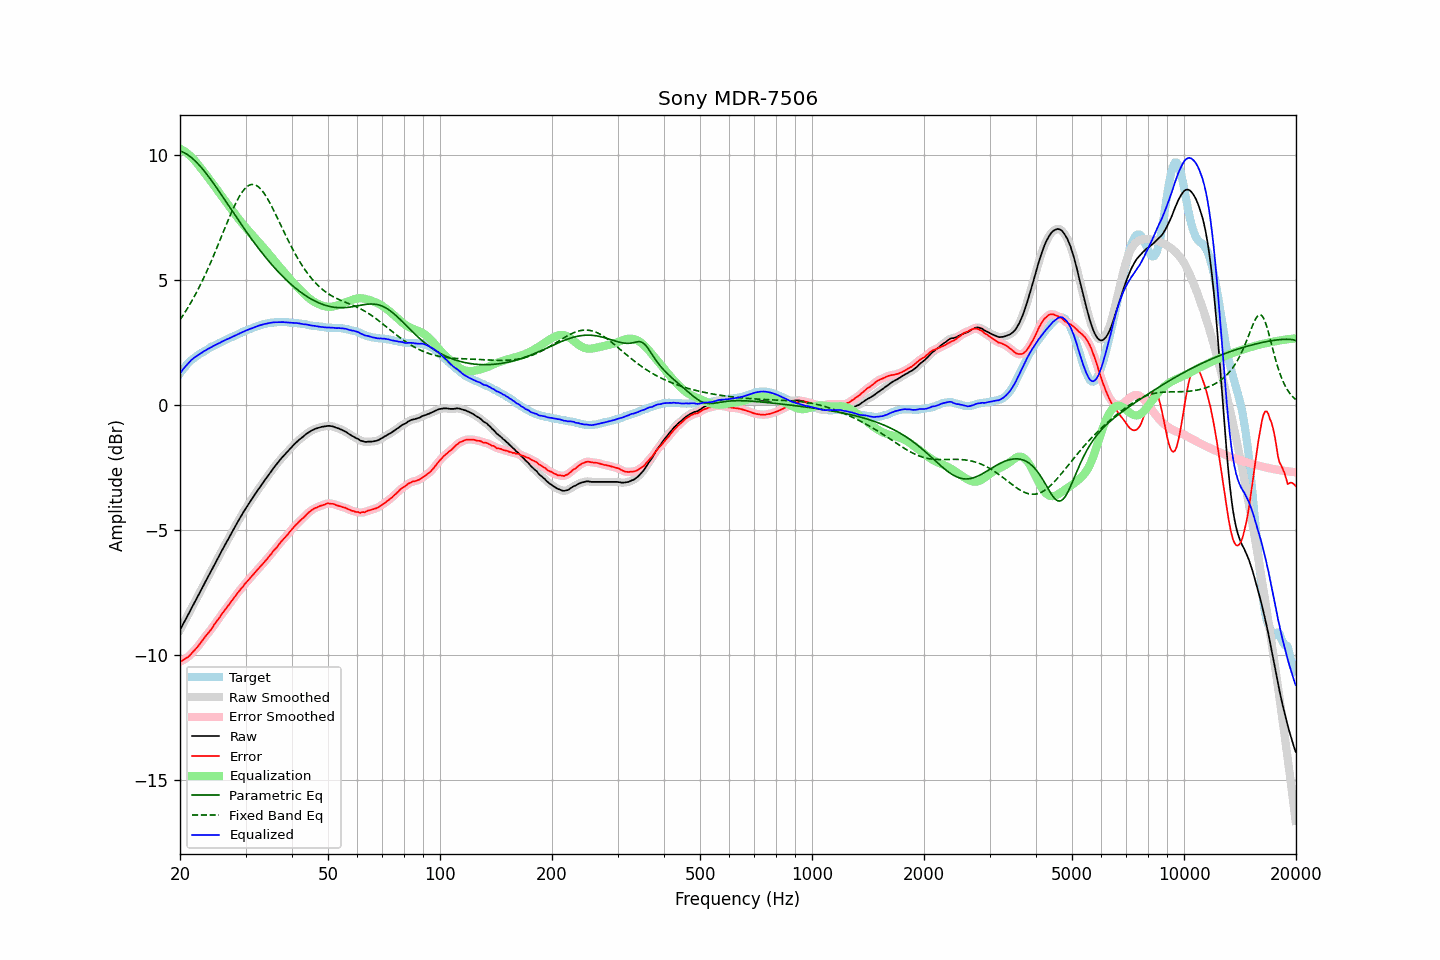 Sony MDR-7506
Amplitude (dBr)
10
5
0
−5
−10
−15
Target
Raw Smoothed
Error Smoothed
Raw
Error
Equalization
Parametric Eq
Fixed Band Eq
Equalized
20 50 100 200 500 1000 2000 5000 10000 20000
Frequency (Hz)